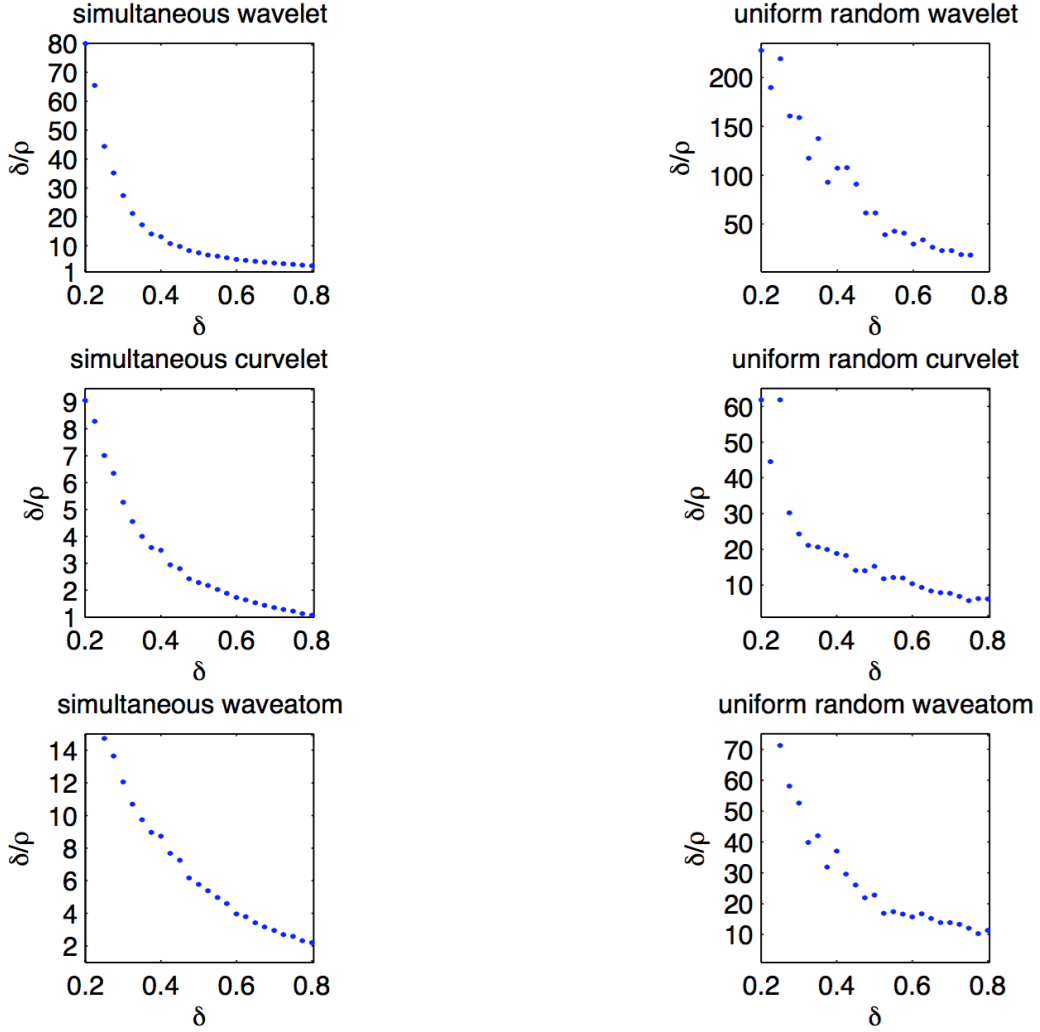 simultaneous wavelet
80
70
60
50
40
30
20
10
1
δ/ρ
0.2 0.4 0.6 0.8
δ
uniform random wavelet
200
150
100
50
δ/ρ
0.2 0.4 0.6 0.8
δ
simultaneous curvelet
9
8
7
6
5
4
3
2
1
δ/ρ
0.2 0.4 0.6 0.8
δ
uniform random curvelet
60
50
40
30
20
10
δ/ρ
0.2 0.4 0.6 0.8
δ
simultaneous waveatom
14
12
10
8
6
4
2
δ/ρ
0.2 0.4 0.6 0.8
δ
uniform random waveatom
70
60
50
40
30
20
10
δ/ρ
0.2 0.4 0.6 0.8
δ